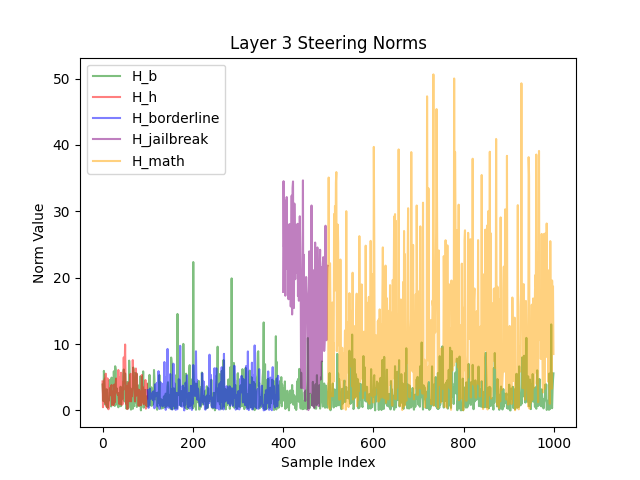 Layer 3 Steering Norms
Norm Value
50
40
30
20
10
0
H_b
H_h
H_borderline
H_jailbreak
H_math
0 200 400 600 800 1000
Sample Index